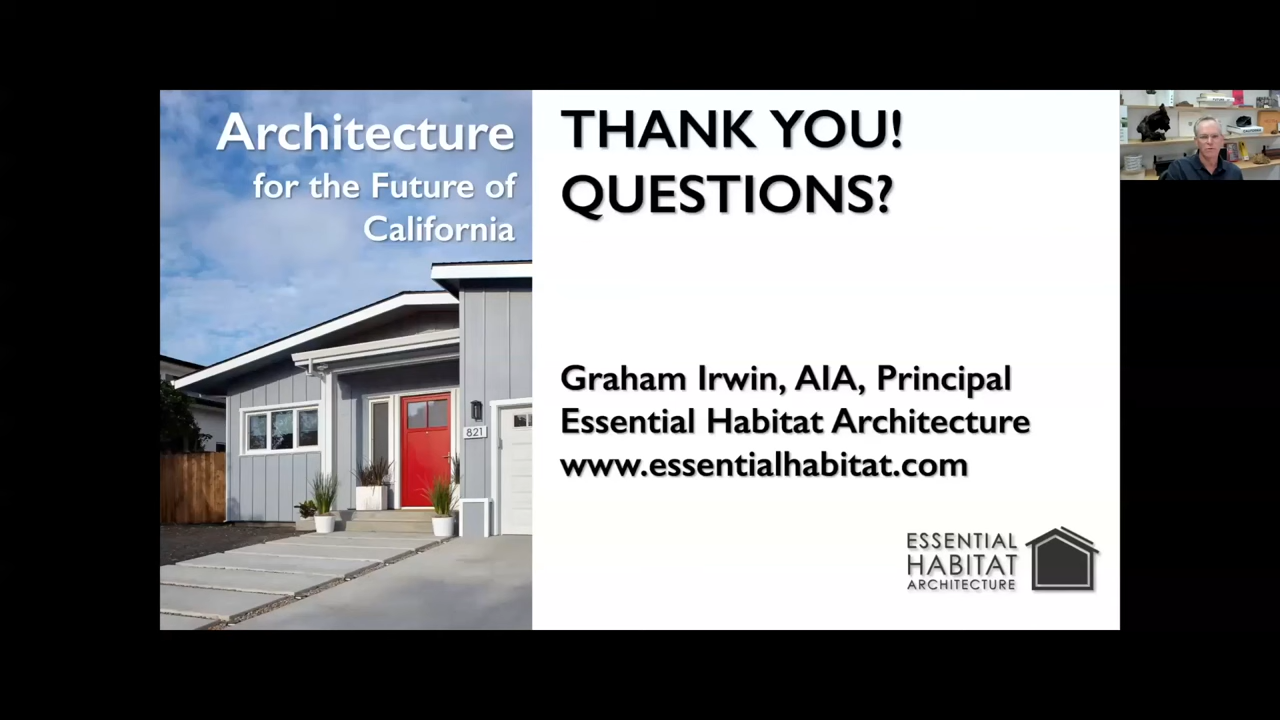 Architecture
for the Future of
California
THANK YOU!
QUESTIONS?
821
Graham Irwin, AIA, Principal
Essential Habitat Architecture
www.essentialhabitat.com
ESSENTIAL
HABITAT
ARCHITECTURE